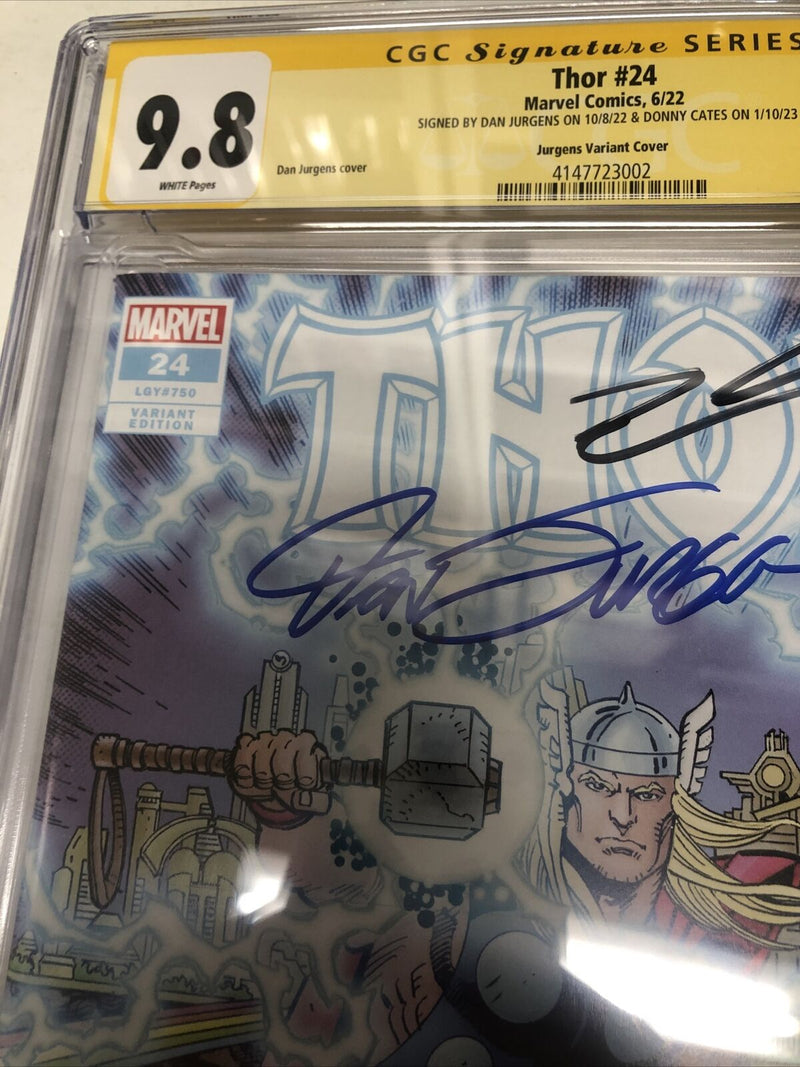 CGC Signature SERIES
Thor #24
Marvel Comics, 6/22
SIGNED BY DAN JURGENS ON 10/8/22 & DONNY CATES ON 1/10/23
Jurgens Variant Cover
4147723002
9.8
WHITE Pages
Dan Jurgens cover
MARVEL
24
LGY#750
VARIANT
EDITION
THO
Dan Jurgens